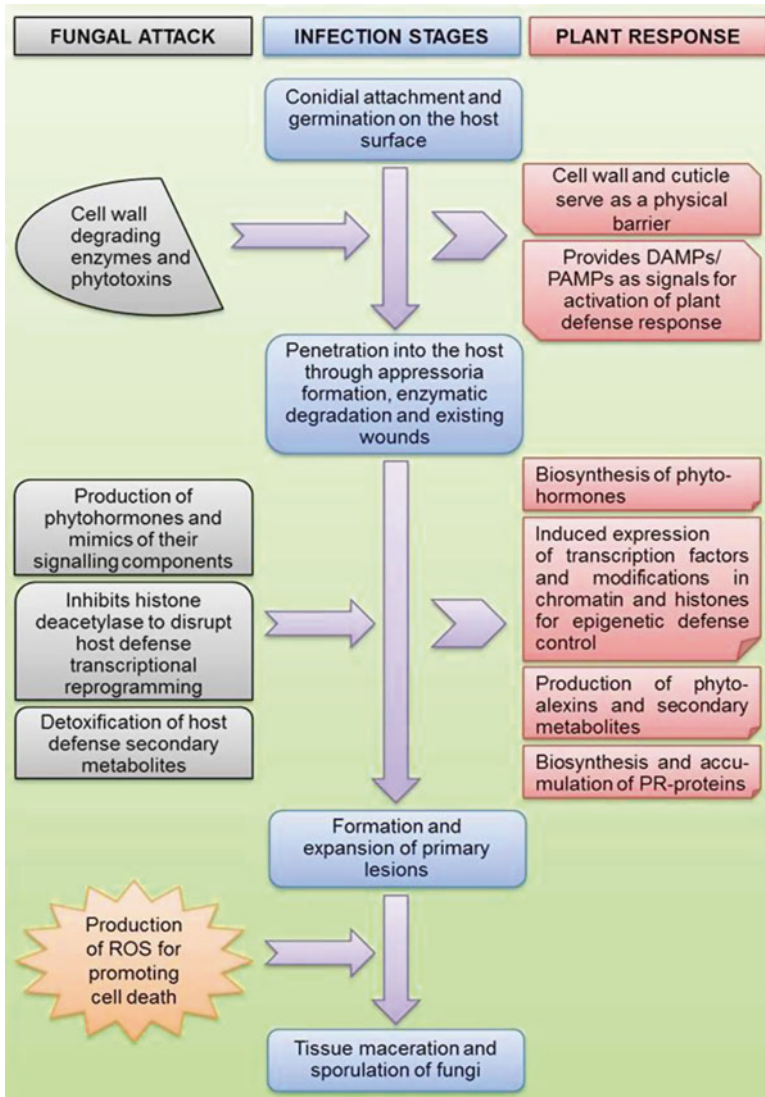 FUNGAL ATTACK
INFECTION STAGES
PLANT RESPONSE
Conidial attachment and
germination on the host
surface
Cell wall
degrading
enzymes and
phytotoxins
Cell wall and cuticle
serve as a physical
barrier
Provides DAMPs/
PAMPs as signals for
activation of plant
defense response
Penetration into the host
through appressoria
formation, enzymatic
degradation and existing
wounds
Production of
phytohormones and
mimics of their
signalling components
Inhibits histone
deacetylase to disrupt
host defense
transcriptional
reprogramming
Detoxification of host
defense secondary
metabolites
Biosynthesis of phyto-
hormones
Induced expression
of transcription factors
and modifications in
chromatin and histones
for epigenetic defense
control
Production of phyto-
alexins and secondary
metabolites
Biosynthesis and accu-
mulation of PR-proteins
Formation and
expansion of primary
lesions
Production
of ROS for
promoting
cell death
Tissue maceration and
sporulation of fungi